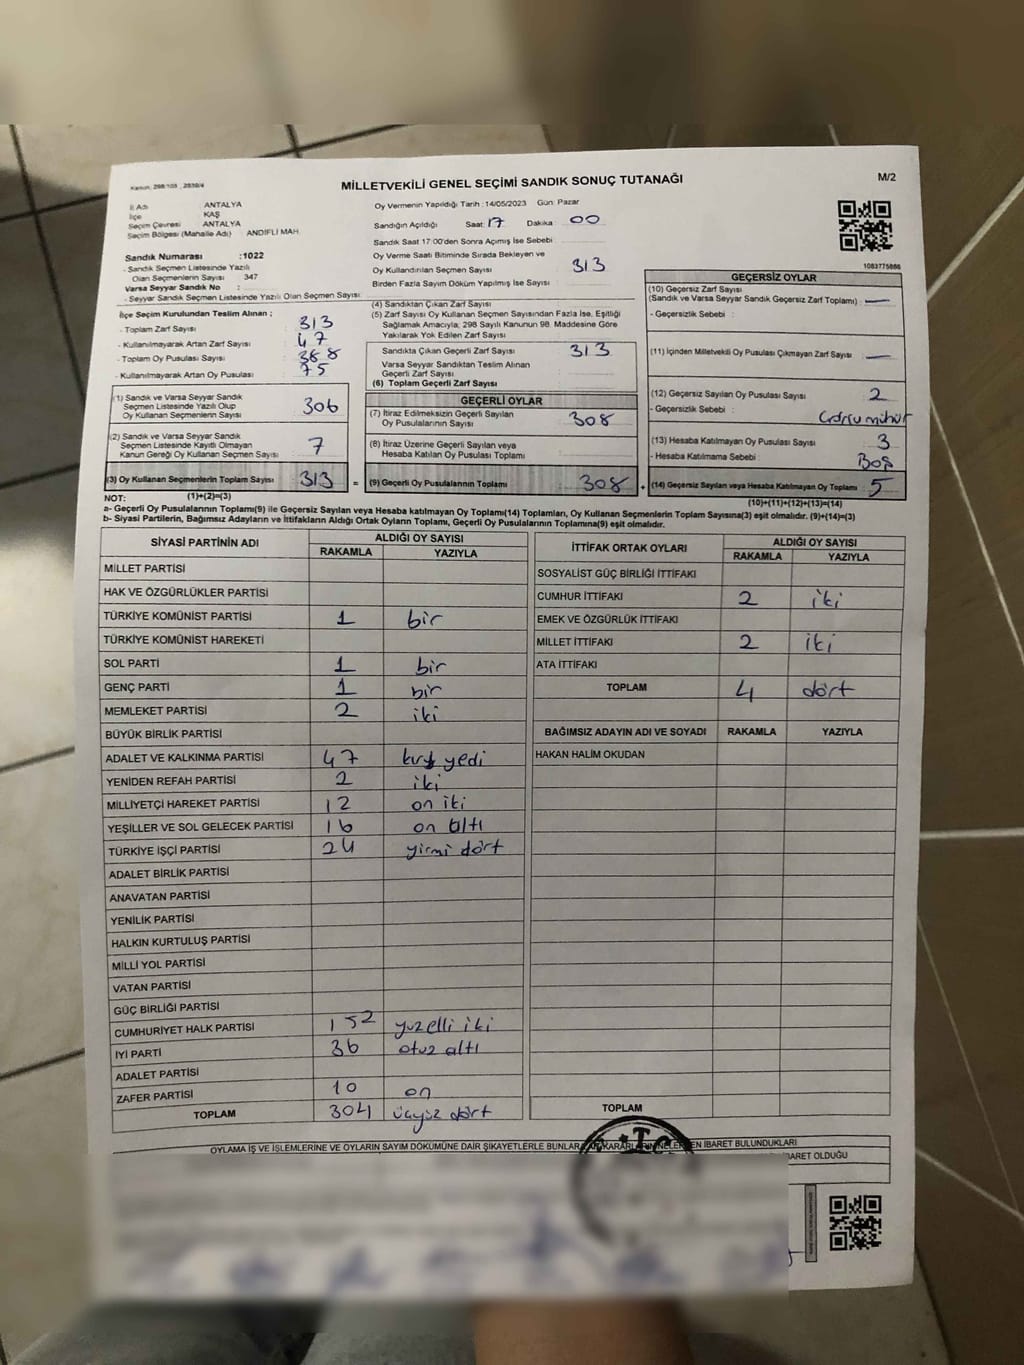 Kanun, 298/105 , 2839/4
MİLLETVEKİLİ GENEL SEÇİMİ SANDIK SONUÇ TUTANAĞI
M/2
İl Adı ANTALYA
İlçe KAŞ
Seçim Çevresi ANTALYA
Seçim Bölgesi (Mahalle Adı) ANDİFLİ MAH.
Sandık Numarası :1022
- Sandık Seçmen Listesinde Yazılı
Olan Seçmenlerin Sayısı 347
Varsa Seyyar Sandık No :
- Seyyar Sandık Seçmen Listesinde Yazılı Olan Seçmen Sayısı:
Oy Vermenin Yapıldığı Tarih : 14/05/2023 Gün: Pazar
Sandığın Açıldığı Saat: 17 Dakika : 00
Sandık Saat 17:00'den Sonra Açımış İse Sebebi
Oy Verme Saati Bitiminde Sırada Bekleyen ve
Oy Kullandırılan Seçmen Sayısı 313
Birden Fazla Sayım Döküm Yapılmış İse Sayısı
1083775886
İlçe Seçim Kurulundan Teslim Alınan ;
- Toplam Zarf Sayısı : 313
- Kullanılmayarak Artan Zarf Sayısı : 47
- Toplam Oy Pusulası Sayısı : 388
- Kullanılmayarak Artan Oy Pusulası : 75
(1) Sandık ve Varsa Seyyar Sandık
Seçmen Listesinde Yazılı Olup
Oy Kullanan Seçmenlerin Sayısı : 306
(2) Sandık ve Varsa Seyyar Sandık
Seçmen Listesinde Kayıtlı Olmayan
Kanun Gereği Oy Kullanan Seçmen Sayısı : 7
(3) Oy Kullanan Seçmenlerin Toplam Sayısı : 313 =
(1)+(2)=(3)
(4) Sandıktan Çıkan Zarf Sayısı
(5) Zarf Sayısı Oy Kullanan Seçmen Sayısından Fazla İse, Eşitliği
Sağlamak Amacıyla; 298 Sayılı Kanunun 98. Maddesine Göre
Yakılarak Yok Edilen Zarf Sayısı
Sandıkta Çıkan Geçerli Zarf Sayısı 313
Varsa Seyyar Sandıktan Teslim Alınan
Geçerli Zarf Sayısı
(6) Toplam Geçerli Zarf Sayısı
GEÇERLİ OYLAR
(7) İtiraz Edilmeksizin Geçerli Sayılan
Oy Pusulalarının Sayısı : 308
(8) İtiraz Üzerine Geçerli Sayılan veya
Hesaba Katılan Oy Pusulası Toplamı
(9) Geçerli Oy Pusulalarının Toplamı : 308 +
GEÇERSİZ OYLAR
(10) Geçersiz Zarf Sayısı
(Sandık ve Varsa Seyyar Sandık Geçersiz Zarf Toplamı) : —
- Geçersizlik Sebebi :
(11) İçinden Milletvekili Oy Pusulası Çıkmayan Zarf Sayısı : —
(12) Geçersiz Sayılan Oy Pusulası Sayısı : 2
- Geçersizlik Sebebi :
(13) Hesaba Katılmayan Oy Pusulası Sayısı : 3
- Hesaba Katılmama Sebebi : Boş
(14) Geçersiz Sayılan veya Hesaba Katılmayan Oy Toplamı : 5
(10)+(11)+(12)+(13)=(14)
NOT:
a- Geçerli Oy Pusulalarının Toplamı(9) ile Geçersiz Sayılan veya Hesaba katılmayan Oy Toplamı(14) Toplamları, Oy Kullanan Seçmenlerin Toplam Sayısına(3) eşit olmalıdır. (9)+(14)=(3)
b- Siyasi Partilerin, Bağımsız Adayların ve İttifakların Aldığı Ortak Oyların Toplamı, Geçerli Oy Pusulalarının Toplamına(9) eşit olmalıdır.
SİYASİ PARTİNİN ADI ALDIĞI OY SAYISI
RAKAMLA YAZIYLA
MİLLET PARTİSİ
HAK VE ÖZGÜRLÜKLER PARTİSİ
TÜRKİYE KOMÜNİST PARTİSİ 1 bir
TÜRKİYE KOMÜNİST HAREKETİ
SOL PARTİ 1 bir
GENÇ PARTİ 1 bir
MEMLEKET PARTİSİ 2 iki
BÜYÜK BİRLİK PARTİSİ
ADALET VE KALKINMA PARTİSİ 47 kırk yedi
YENİDEN REFAH PARTİSİ 2 iki
MİLLİYETÇİ HAREKET PARTİSİ 12 on iki
YEŞİLLER VE SOL GELECEK PARTİSİ 16 on altı
TÜRKİYE İŞÇİ PARTİSİ 24 yirmi dört
ADALET BİRLİK PARTİSİ
ANAVATAN PARTİSİ
YENİLİK PARTİSİ
HALKIN KURTULUŞ PARTİSİ
MİLLİ YOL PARTİSİ
VATAN PARTİSİ
GÜÇ BİRLİĞİ PARTİSİ
CUMHURİYET HALK PARTİSİ 152 yüzelli iki
İYİ PARTİ 36 otuz altı
ADALET PARTİSİ
ZAFER PARTİSİ 10 on
TOPLAM 304 üçyüz dört
İTTİFAK ORTAK OYLARI ALDIĞI OY SAYISI
RAKAMLA YAZIYLA
SOSYALİST GÜÇ BİRLİĞİ İTTİFAKI
CUMHUR İTTİFAKI 2 iki
EMEK VE ÖZGÜRLÜK İTTİFAKI
MİLLET İTTİFAKI 2 iki
ATA İTTİFAKI
TOPLAM 4 dört
BAĞIMSIZ ADAYIN ADI VE SOYADI RAKAMLA YAZIYLA
HAKAN HALİM OKUDAN
TOPLAM
OYLAMA İŞ VE İŞLEMLERİNE VE OYLARIN SAYIM DÖKÜMÜNE DAİR ŞİKAYETLERLE BUNLARA KARARLARIN NELERDEN İBARET BULUNDUKLARI
İBARET OLDUĞU
T.C.